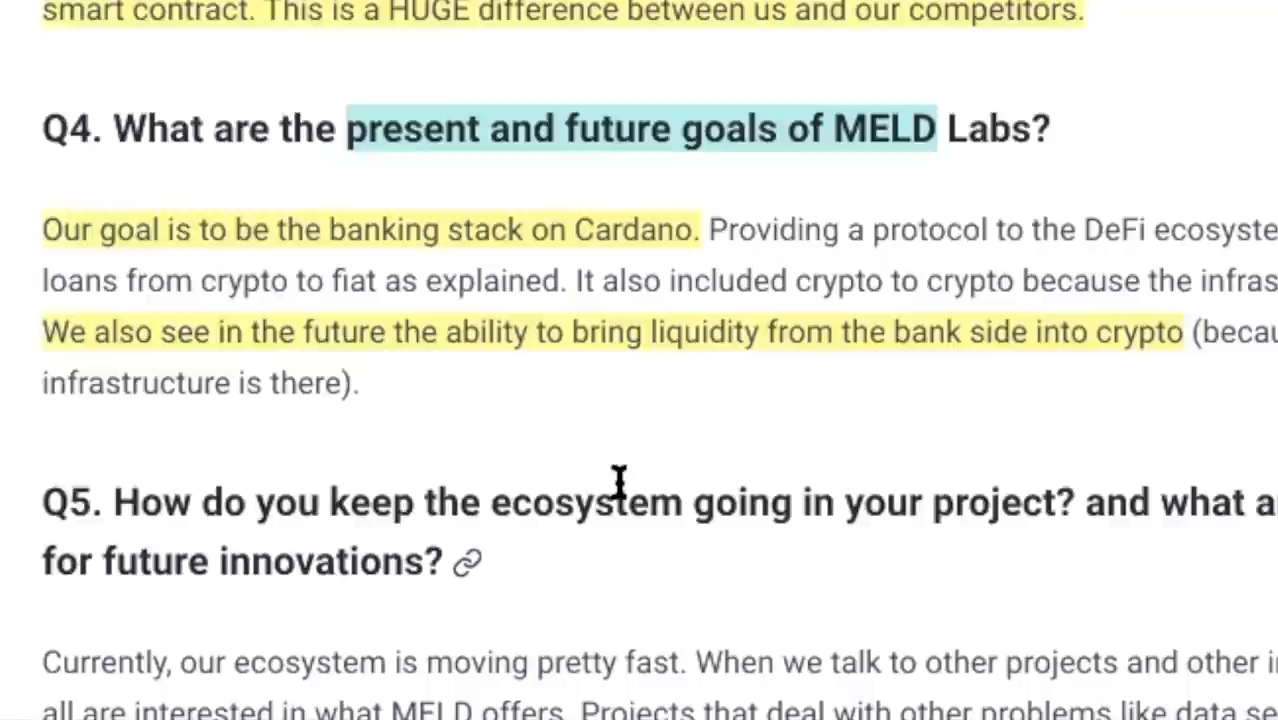 smart contract. This is a HUGE difference between us and our competitors.
Q4. What are the present and future goals of MELD Labs?
Our goal is to be the banking stack on Cardano. Providing a protocol to the DeFi ecosyste
loans from crypto to fiat as explained. It also included crypto to crypto because the infras
We also see in the future the ability to bring liquidity from the bank side into crypto (becau
infrastructure is there).
Q5. How do you keep the ecosystem going in your project? and what a
for future innovations?
Currently, our ecosystem is moving pretty fast. When we talk to other projects and other i
all are interested in what MELD offers. Projects that deal with other problems like data se